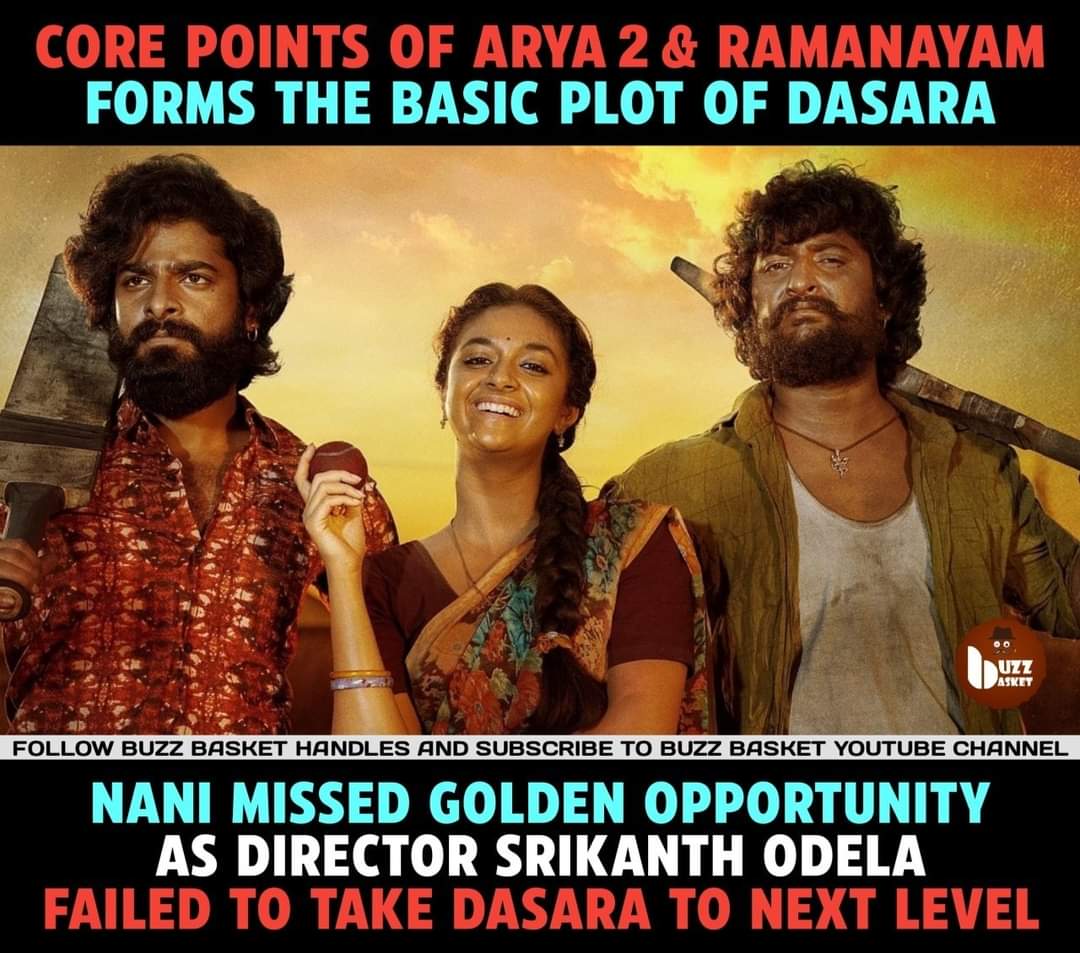 CORE POINTS OF ARYA 2 & RAMANAYAM
FORMS THE BASIC PLOT OF DASARA
buzz
BASKET
FOLLOW BUZZ BASKET HANDLES AND SUBSCRIBE TO BUZZ BASKET YOUTUBE CHANNEL
NANI MISSED GOLDEN OPPORTUNITY
AS DIRECTOR SRIKANTH ODELA
FAILED TO TAKE DASARA TO NEXT LEVEL